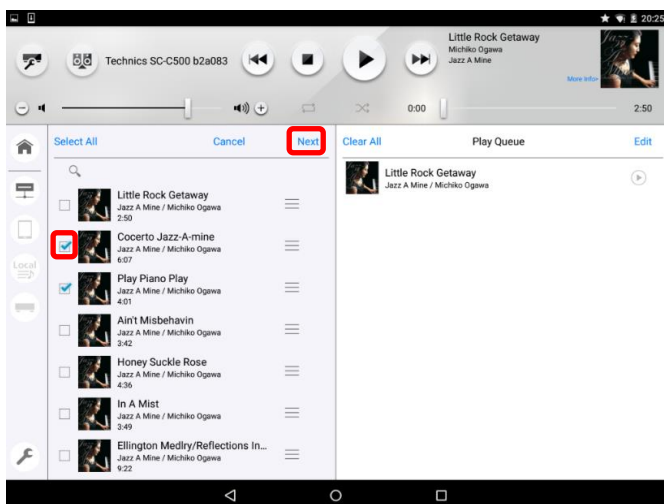 20:25
Technics SC-C500 b2a083
Little Rock Getaway
Michiko Ogawa
Jazz A Mine
Jazz
More Info>
0:00
2:50
Select All
Cancel
Next
Little Rock Getaway
Jazz A Mine / Michiko Ogawa
2:50
Cocerto Jazz-A-mine
Jazz A Mine / Michiko Ogawa
6:07
Play Piano Play
Jazz A Mine / Michiko Ogawa
4:01
Ain't Misbehavin
Jazz A Mine / Michiko Ogawa
3:42
Honey Suckle Rose
Jazz A Mine / Michiko Ogawa
4:36
In A Mist
Jazz A Mine / Michiko Ogawa
3:49
Ellington Medlry/Reflections In...
Jazz A Mine / Michiko Ogawa
9:22
Local
Clear All
Play Queue
Edit
Little Rock Getaway
Jazz A Mine / Michiko Ogawa